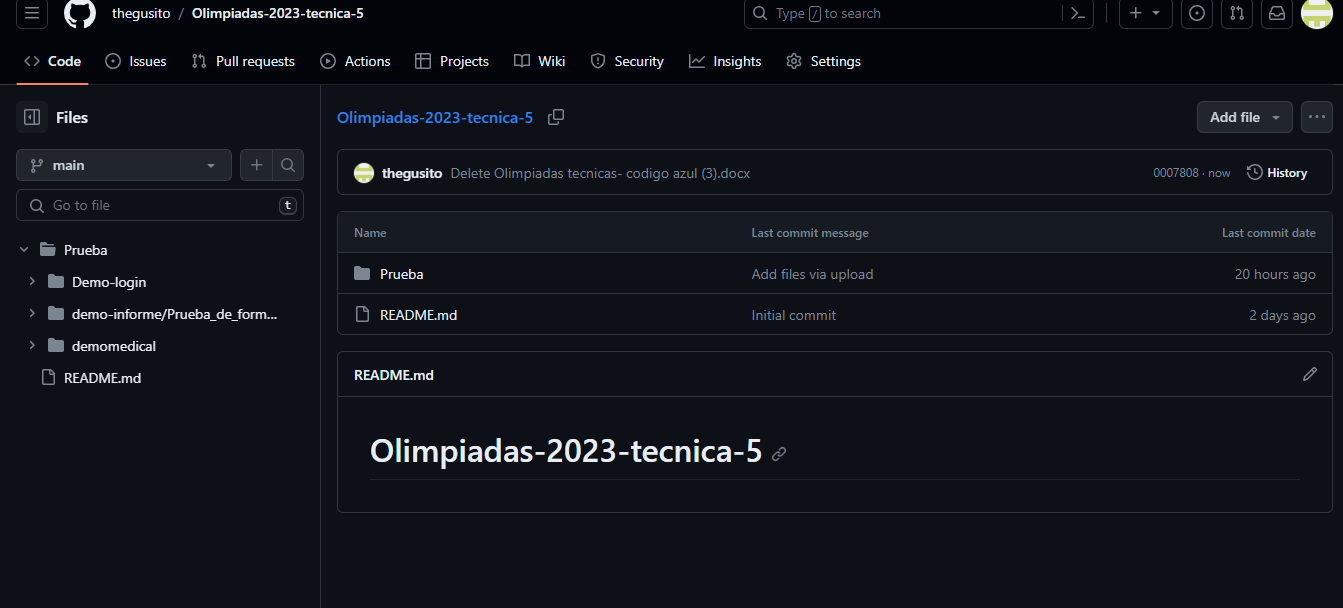 thegusito / Olimpiadas-2023-tecnica-5
Type / to search
Code Issues Pull requests Actions Projects Wiki Security Insights Settings
Files
main
Go to file t
Prueba
Demo-login
demo-informe/Prueba_de_form...
demomedical
README.md
Olimpiadas-2023-tecnica-5
Add file
thegusito Delete Olimpiadas tecnicas- codigo azul (3).docx 0007808 · now History
Name Last commit message Last commit date
Prueba Add files via upload 20 hours ago
README.md Initial commit 2 days ago
README.md
Olimpiadas-2023-tecnica-5